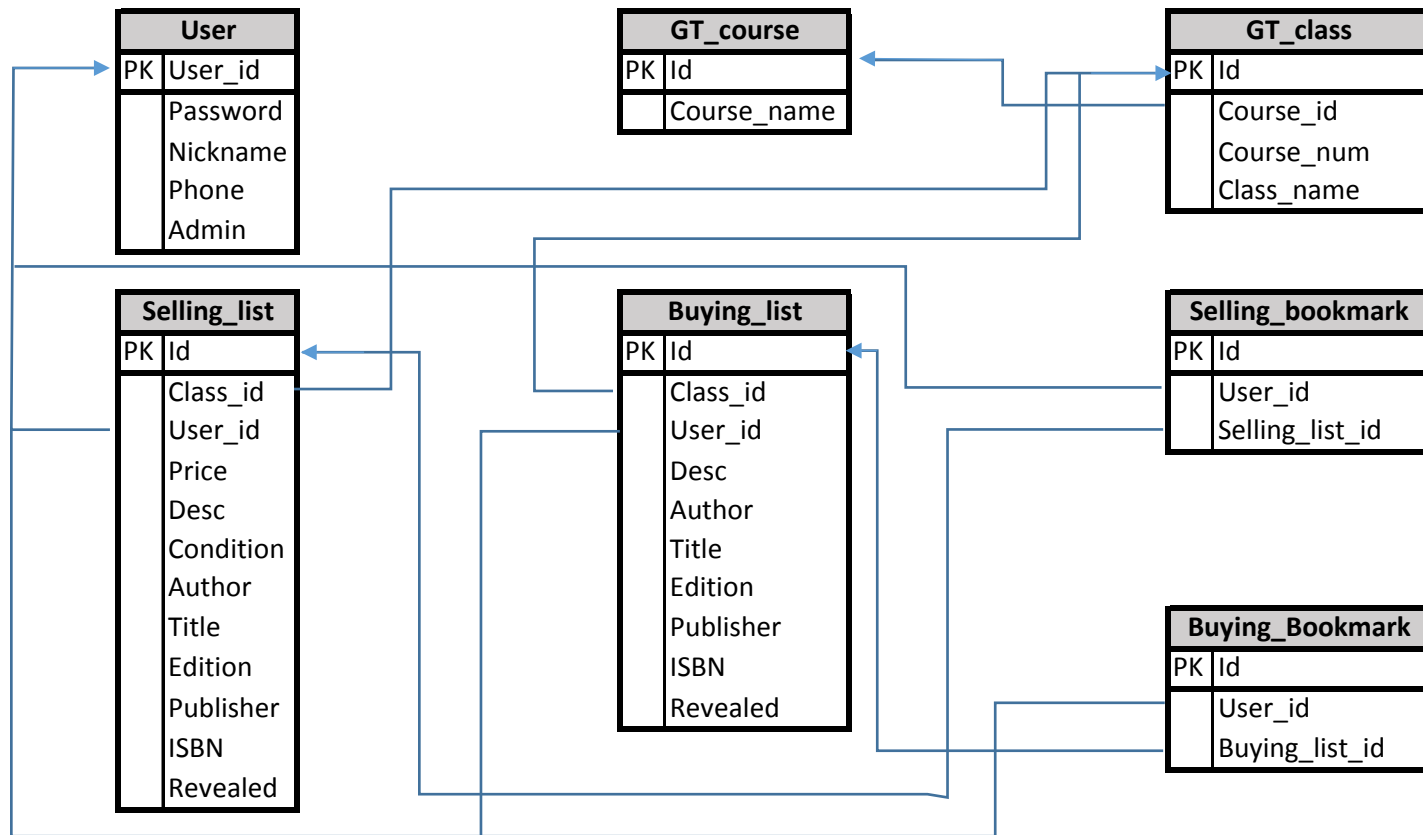 User
PK User_id
Password
Nickname
Phone
Admin
GT_course
PK Id
Course_name
GT_class
PK Id
Course_id
Course_num
Class_name
Selling_list
PK Id
Class_id
User_id
Price
Desc
Condition
Author
Title
Edition
Publisher
ISBN
Revealed
Buying_list
PK Id
Class_id
User_id
Desc
Author
Title
Edition
Publisher
ISBN
Revealed
Selling_bookmark
PK Id
User_id
Selling_list_id
Buying_Bookmark
PK Id
User_id
Buying_list_id